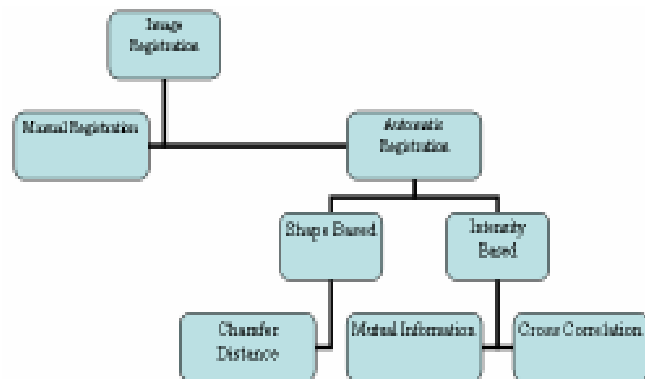 Image
Registration
Manual Registration
Automatic
Registration
Shape Based
Intensity
Based
Chamfer
Distance
Mutual Information
Cross Correlation